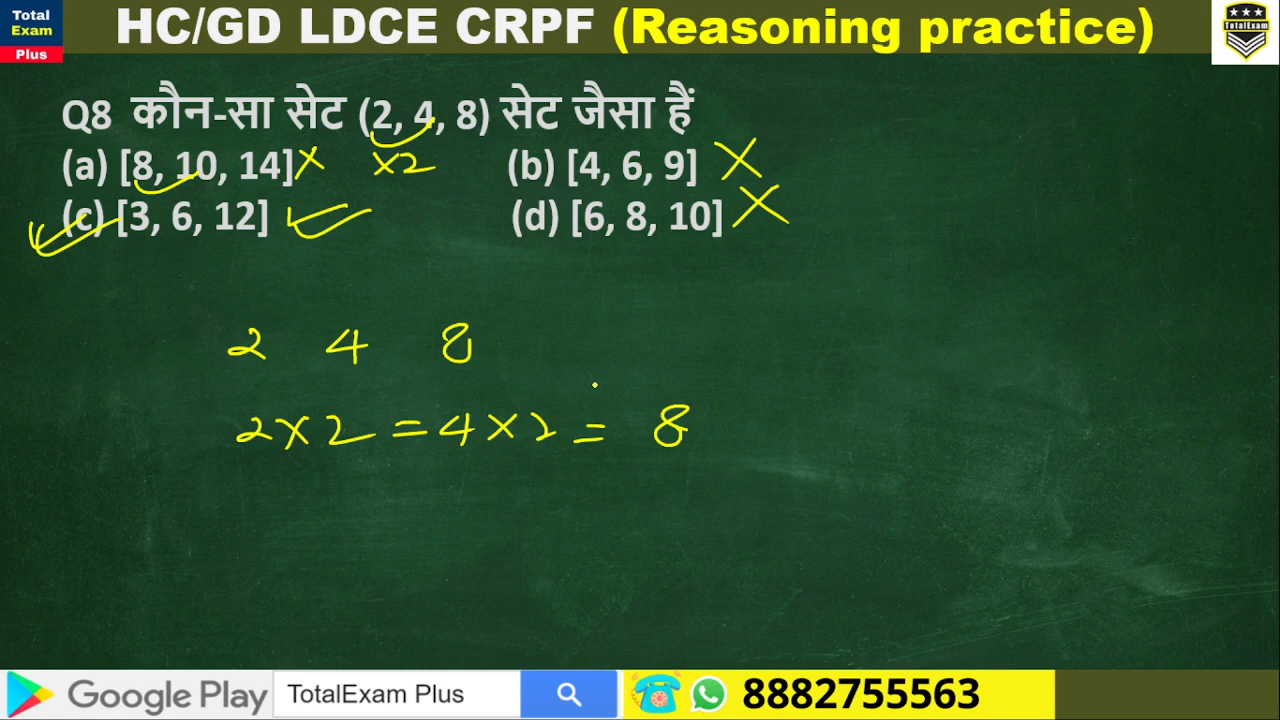 Total
Exam
Plus
HC/GD LDCE CRPF (Reasoning practice)
TotalExam
Q8 कौन-सा सेट (2, 4, 8) सेट जैसा हैं
(a) [8, 10, 14] × ×2 (b) [4, 6, 9] ×
(c) [3, 6, 12] (d) [6, 8, 10] ×
2 4 8
2×2 = 4×2 = 8
Google Play TotalExam Plus 8882755563